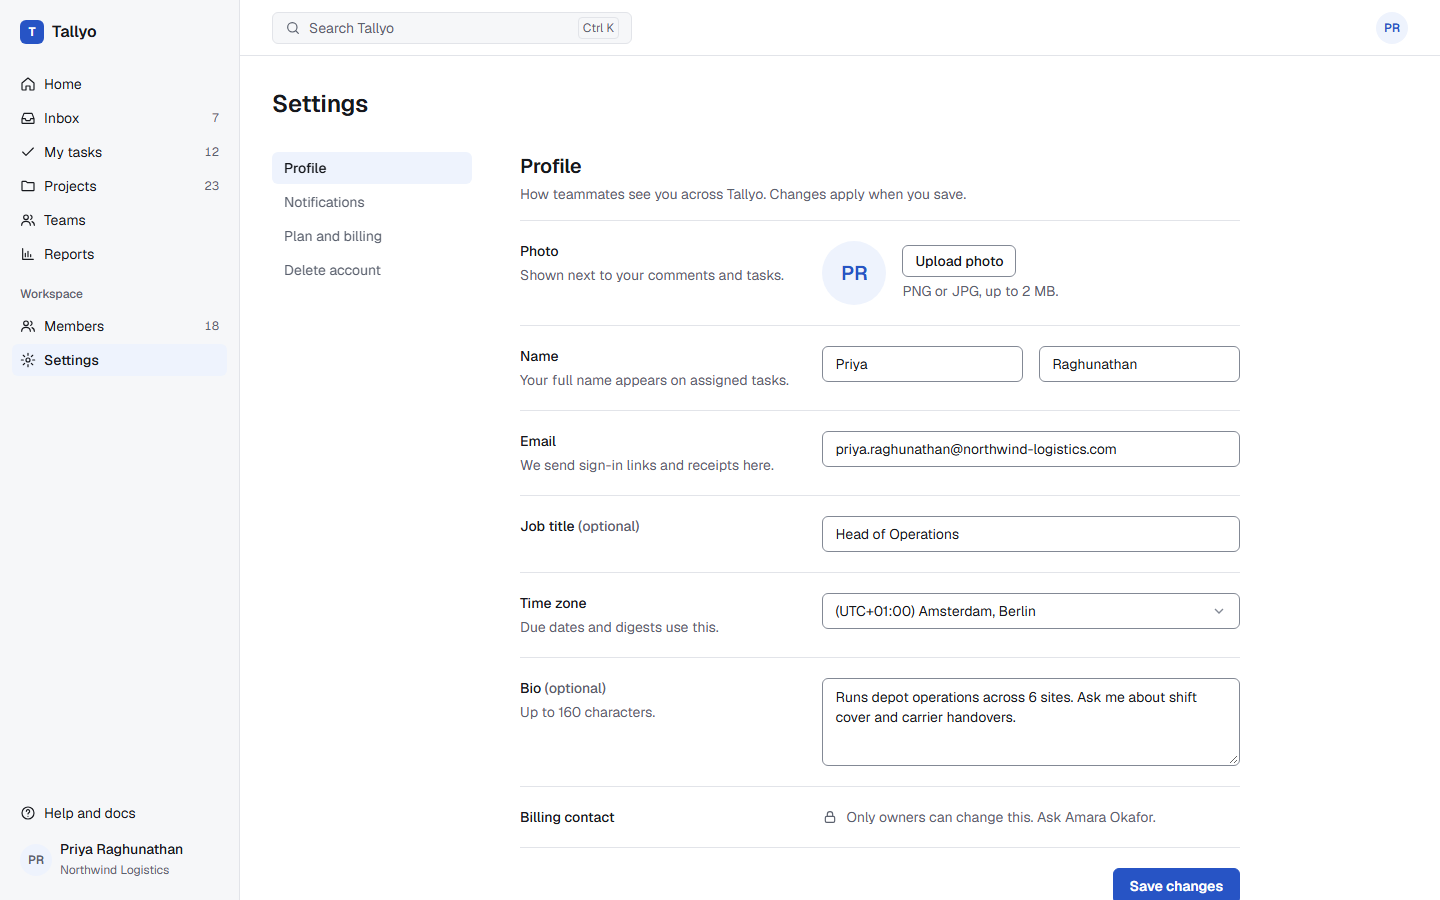 T Tallyo
Search Tallyo Ctrl K
PR
Home
Inbox 7
My tasks 12
Projects 23
Teams
Reports
Workspace
Members 18
Settings
Help and docs
PR
Priya Raghunathan
Northwind Logistics
Settings
Profile
Notifications
Plan and billing
Delete account
Profile
How teammates see you across Tallyo. Changes apply when you save.
Photo
Shown next to your comments and tasks.
PR
Upload photo
PNG or JPG, up to 2 MB.
Name
Your full name appears on assigned tasks.
Priya Raghunathan
Email
We send sign-in links and receipts here.
priya.raghunathan@northwind-logistics.com
Job title (optional)
Head of Operations
Time zone
Due dates and digests use this.
(UTC+01:00) Amsterdam, Berlin
Bio (optional)
Up to 160 characters.
Runs depot operations across 6 sites. Ask me about shift
cover and carrier handovers.
Billing contact
Only owners can change this. Ask Amara Okafor.
Save changes